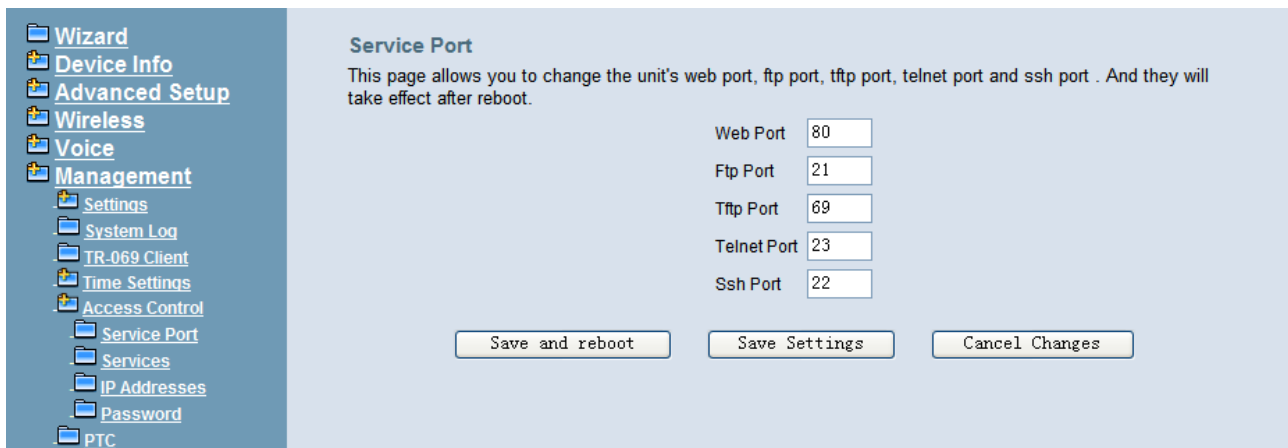 Wizard
Device Info
Advanced Setup
Wireless
Voice
Management
Settings
System Log
TR-069 Client
Time Settings
Access Control
Service Port
Services
IP Addresses
Password
PTC
Service Port
This page allows you to change the unit's web port, ftp port, tftp port, telnet port and ssh port . And they will
take effect after reboot.
Web Port 80
Ftp Port 21
Tftp Port 69
Telnet Port 23
Ssh Port 22
Save and reboot Save Settings Cancel Changes